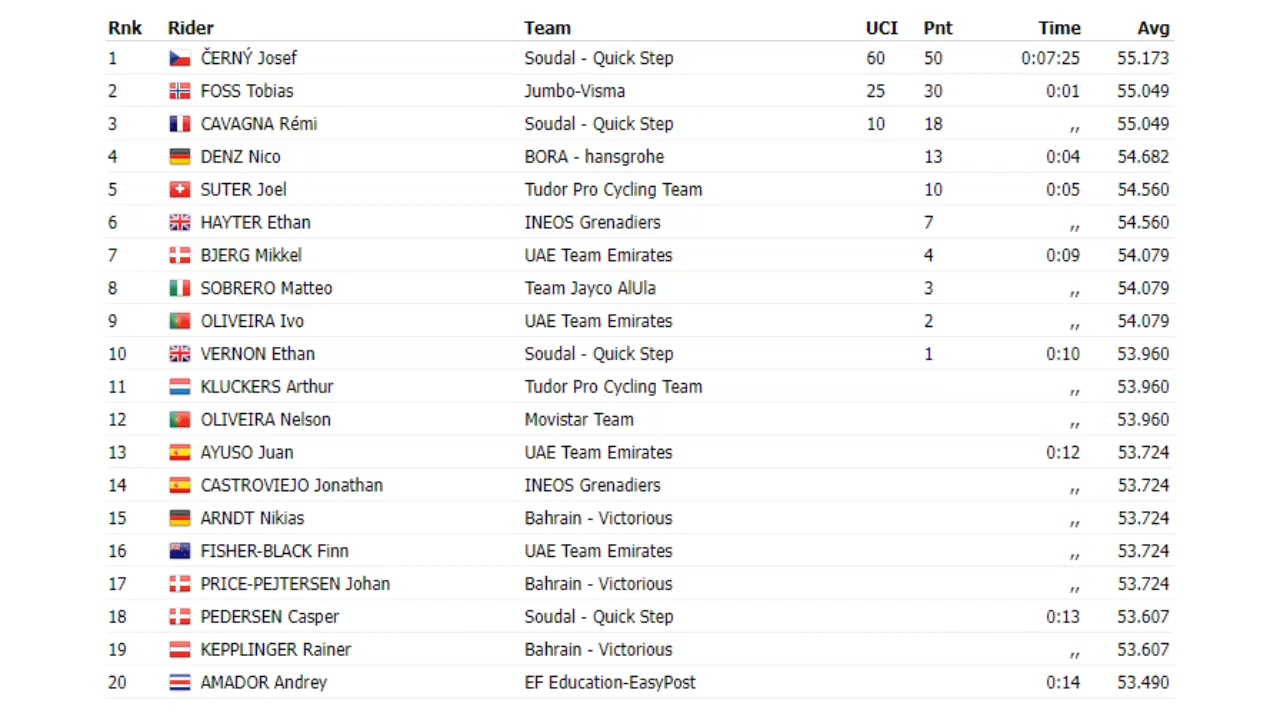 Rnk Rider Team UCI Pnt Time Avg
1 ČERNÝ Josef Soudal - Quick Step 60 50 0:07:25 55.173
2 FOSS Tobias Jumbo-Visma 25 30 0:01 55.049
3 CAVAGNA Rémi Soudal - Quick Step 10 18 ,, 55.049
4 DENZ Nico BORA - hansgrohe 13 0:04 54.682
5 SUTER Joel Tudor Pro Cycling Team 10 0:05 54.560
6 HAYTER Ethan INEOS Grenadiers 7 ,, 54.560
7 BJERG Mikkel UAE Team Emirates 4 0:09 54.079
8 SOBRERO Matteo Team Jayco AlUla 3 ,, 54.079
9 OLIVEIRA Ivo UAE Team Emirates 2 ,, 54.079
10 VERNON Ethan Soudal - Quick Step 1 0:10 53.960
11 KLUCKERS Arthur Tudor Pro Cycling Team ,, 53.960
12 OLIVEIRA Nelson Movistar Team ,, 53.960
13 AYUSO Juan UAE Team Emirates 0:12 53.724
14 CASTROVIEJO Jonathan INEOS Grenadiers ,, 53.724
15 ARNDT Nikias Bahrain - Victorious ,, 53.724
16 FISHER-BLACK Finn UAE Team Emirates ,, 53.724
17 PRICE-PEJTERSEN Johan Bahrain - Victorious ,, 53.724
18 PEDERSEN Casper Soudal - Quick Step 0:13 53.607
19 KEPPLINGER Rainer Bahrain - Victorious ,, 53.607
20 AMADOR Andrey EF Education-EasyPost 0:14 53.490